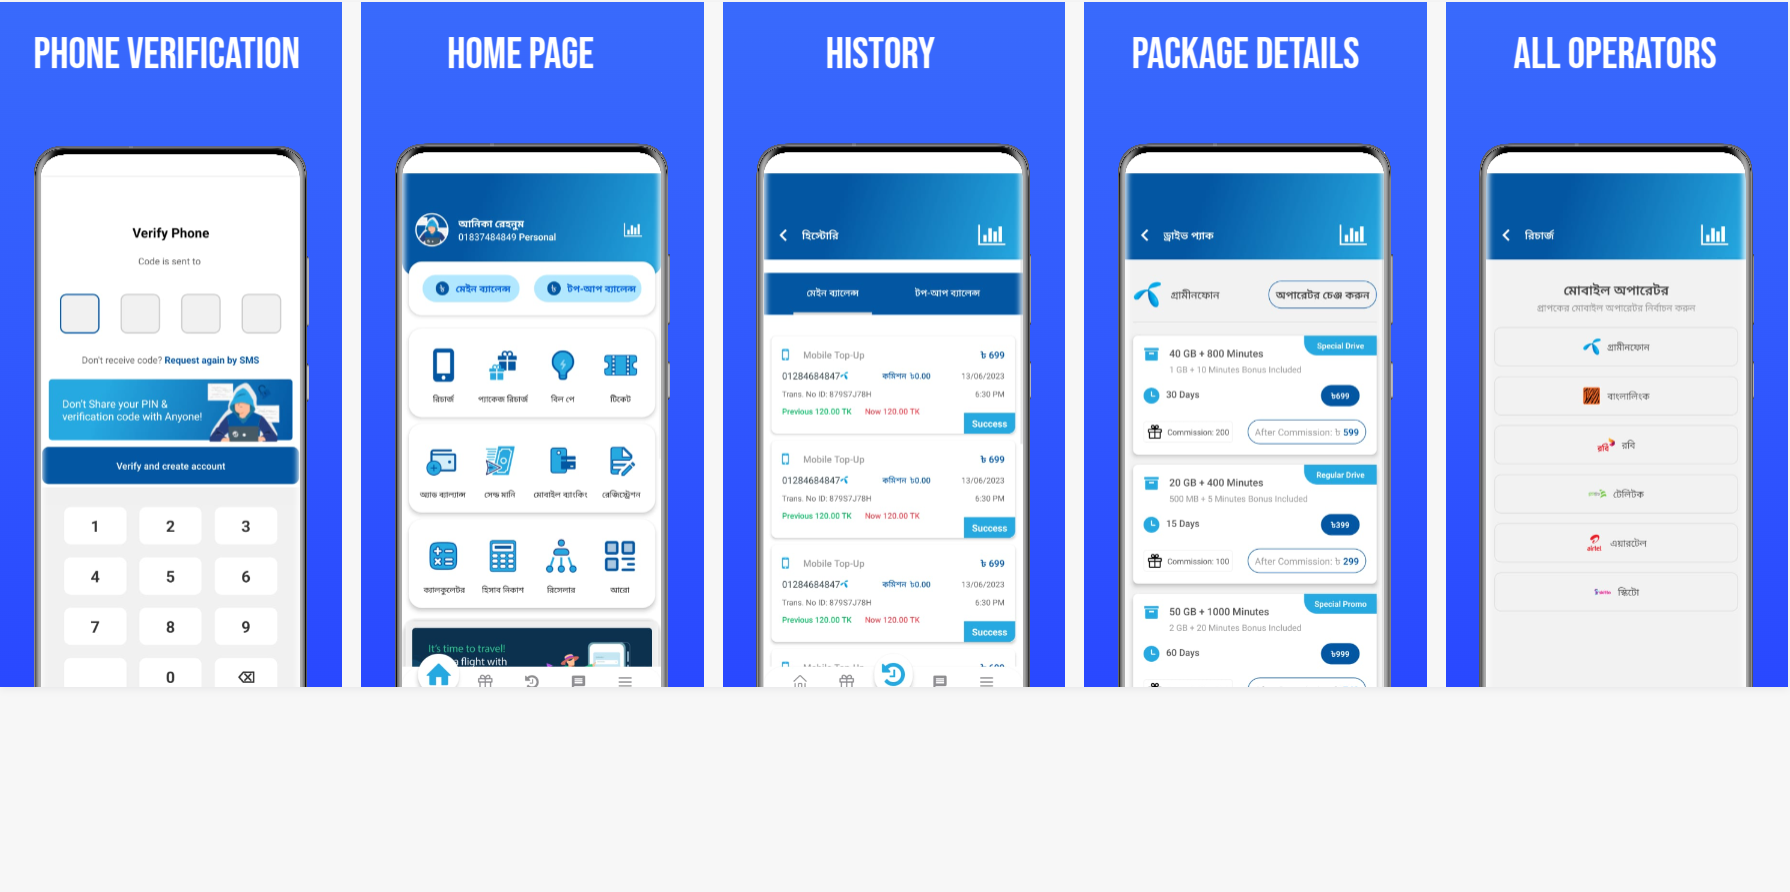 PHONE VERIFICATION
Verify Phone
Code is sent to
Don't receive code? Request again by SMS
Don't Share your PIN &
verification code with Anyone!
Verify and create account
1 2 3
4 5 6
7 8 9
0
HOME PAGE
আনিকা রেহনুম
01837484849 Personal
৳ মেইন ব্যালেন্স ৳ টপ-আপ ব্যালেন্স
রিচার্জ প্যাকেজ রিচার্জ বিল পে টিকেট
অ্যাড ব্যালেন্স সেন্ড মানি মোবাইল ব্যাংকিং রেজিস্ট্রেশন
ক্যালকুলেটর হিসাব নিকাশ রিসেলার আরো
It's time to travel!
flight with
HISTORY
হিস্টোরি
মেইন ব্যালেন্স টপ-আপ ব্যালেন্স
Mobile Top-Up ৳ 699
01284684847 কমিশন ৳0.00 13/06/2023
Trans. No ID: 879S7J78H 6:30 PM
Previous 120.00 TK Now 120.00 TK
Success
Mobile Top-Up ৳ 699
01284684847 কমিশন ৳0.00 13/06/2023
Trans. No ID: 879S7J78H 6:30 PM
Previous 120.00 TK Now 120.00 TK
Success
Mobile Top-Up ৳ 699
01284684847 কমিশন ৳0.00 13/06/2023
Trans. No ID: 879S7J78H 6:30 PM
Previous 120.00 TK Now 120.00 TK
Success
Mobile Top-Up ৳ 699
PACKAGE DETAILS
ড্রাইভ প্যাক
গ্রামীনফোন অপারেটর চেঞ্জ করুন
Special Drive
40 GB + 800 Minutes
1 GB + 10 Minutes Bonus Included
30 Days ৳699
Commission: 200 After Commission: ৳ 599
Regular Drive
20 GB + 400 Minutes
500 MB + 5 Minutes Bonus Included
15 Days ৳399
Commission: 100 After Commission: ৳ 299
Special Promo
50 GB + 1000 Minutes
2 GB + 20 Minutes Bonus Included
60 Days ৳999
ALL OPERATORS
রিচার্জ
মোবাইল অপারেটর
প্রাপকের মোবাইল অপারেটর নির্বাচন করুন
গ্রামীনফোন
বাংলালিংক
রবি রবি
টেলিটক
airtel এয়ারটেল
স্কিটো